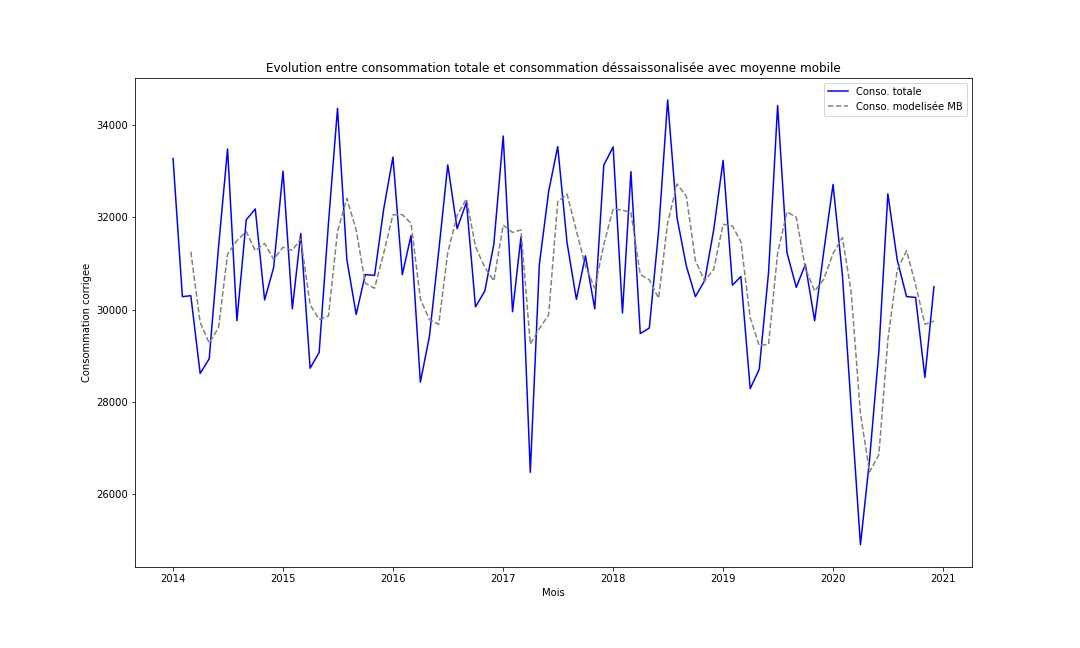 Evolution entre consommation totale et consommation déssaissonalisée avec moyenne mobile
Conso. totale
Conso. modelisée MB
34000
32000
30000
28000
26000
Consommation corrigee
2014 2015 2016 2017 2018 2019 2020 2021
Mois